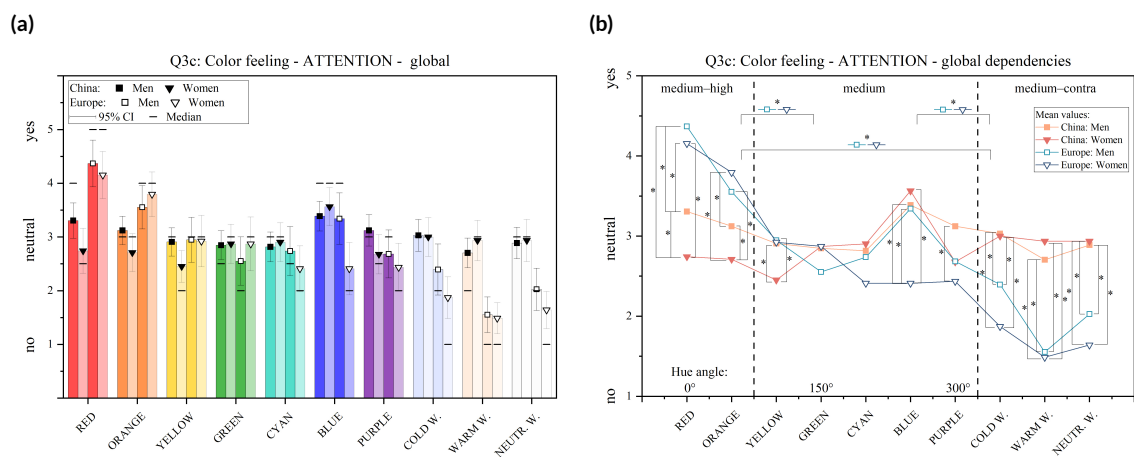 (a)
Q3c: Color feeling - ATTENTION - global
China: Men Women
Europe: Men Women
95% CI Median
yes
neutral
no
5
4
3
2
1
RED
ORANGE
YELLOW
GREEN
CYAN
BLUE
PURPLE
COLD W.
WARM W.
NEUTR. W.
(b)
Q3c: Color feeling - ATTENTION - global dependencies
medium–high
medium
medium–contra
Mean values:
China: Men
China: Women
Europe: Men
Europe: Women
yes
neutral
no
5
4
3
2
1
Hue angle:
0°
150°
300°
RED
ORANGE
YELLOW
GREEN
CYAN
BLUE
PURPLE
COLD W.
WARM W.
NEUTR. W.